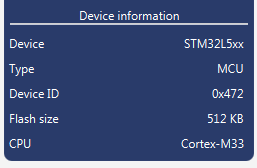 Device information
Device STM32L5xx
Type MCU
Device ID 0x472
Flash size 512 KB
CPU Cortex-M33